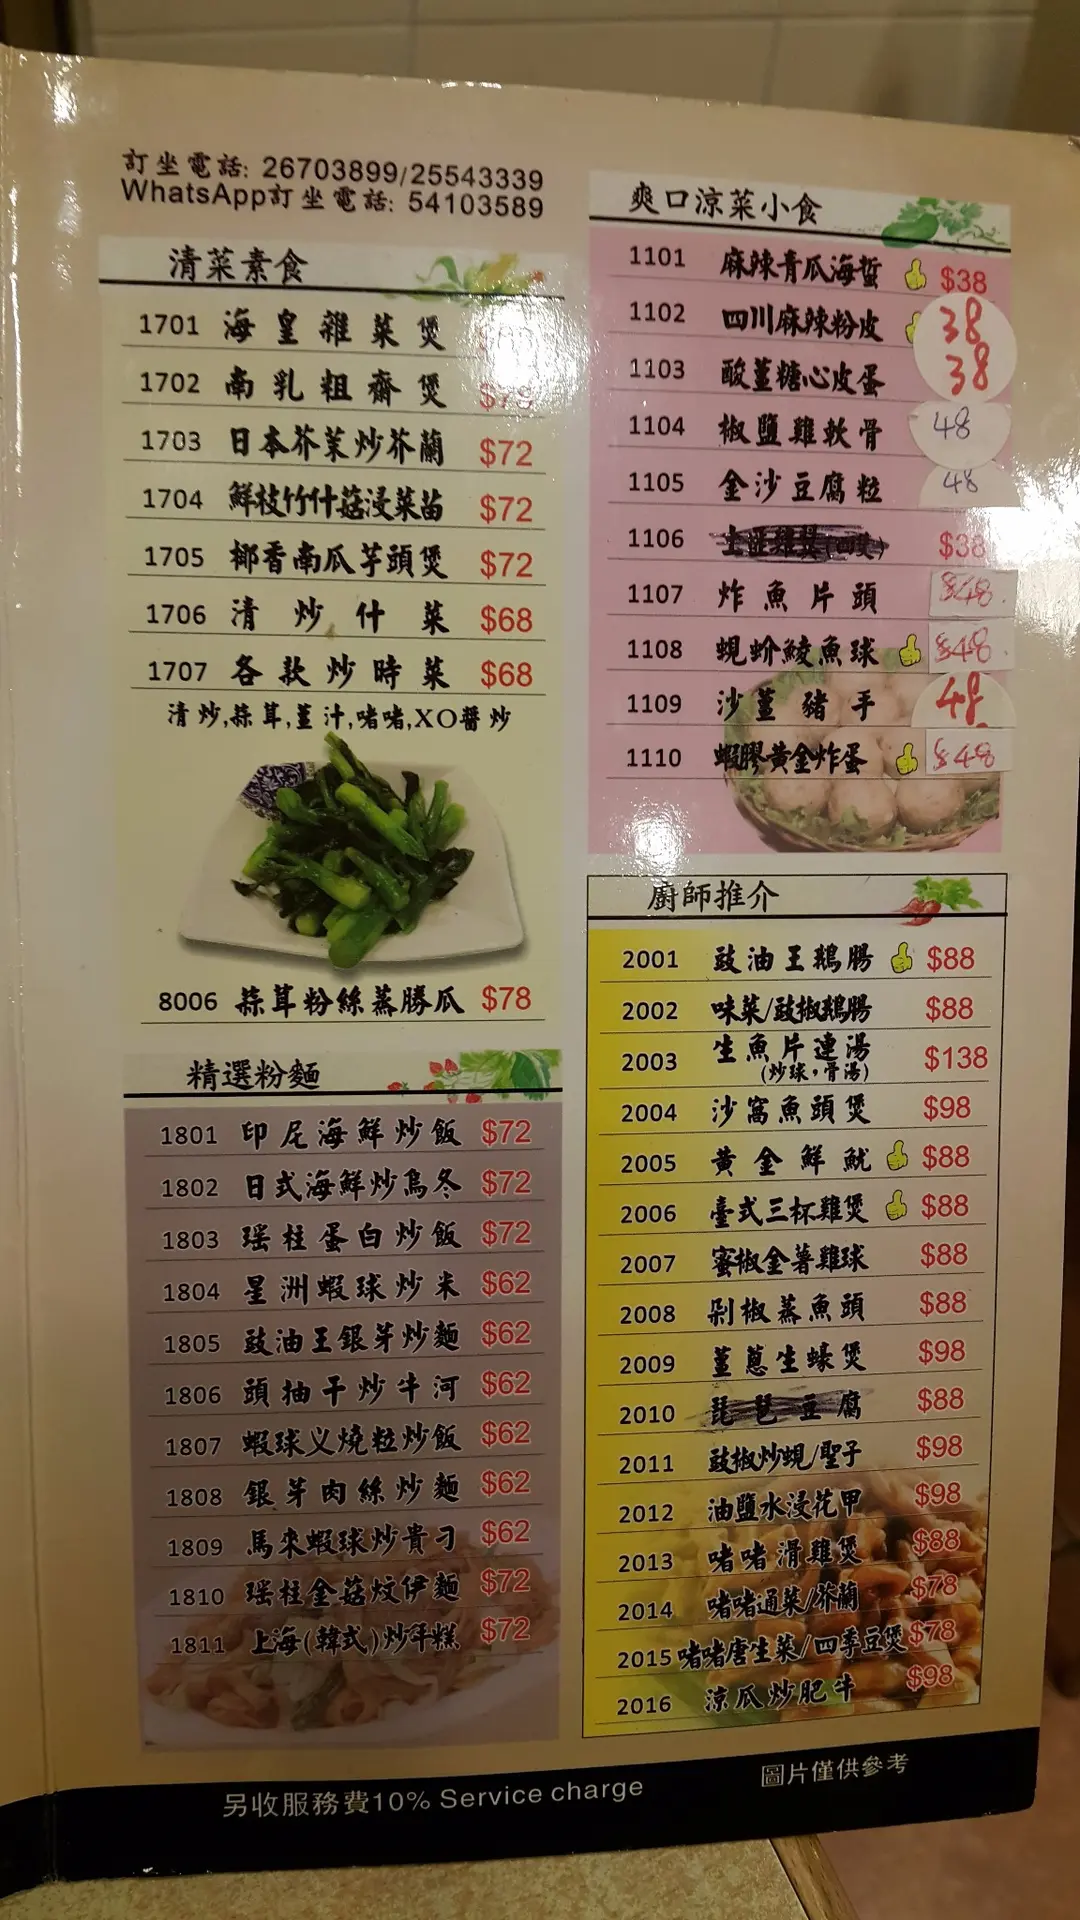 訂坐電話: 26703899/25543339
WhatsApp訂坐電話: 54103589
清菜素食
1701 海皇雜菜煲
1702 南乳粗齋煲
1703 日本芥茉炒芥蘭 $72
1704 鮮枝竹什菇浸菜苗 $72
1705 椰香南瓜芋頭煲 $72
1706 清炒什菜 $68
1707 各款炒時菜 $68
清炒,蒜茸,薑汁,啫啫,XO醬炒
8006 蒜茸粉絲蒸勝瓜 $78
精選粉麵
1801 印尼海鮮炒飯 $72
1802 日式海鮮炒烏冬 $72
1803 瑶柱蛋白炒飯 $72
1804 星洲蝦球炒米 $62
1805 豉油王銀芽炒麵 $62
1806 頭抽干炒牛河 $62
1807 蝦球义燒粒炒飯 $62
1808 銀芽肉絲炒麵 $62
1809 馬來蝦球炒貴刁 $62
1810 瑶柱金菇炆伊麵 $72
1811 上海(韓式)炒年糕 $72
爽口涼菜小食
1101 麻辣青瓜海蜇 $38
1102 四川麻辣粉皮 38
1103 酸薑糖心皮蛋 38
1104 椒鹽雞軟骨 48
1105 金沙豆腐粒 48
1106 $38
1107 炸魚片頭 $48
1108 蜆蚧鯪魚球 $48
1109 沙薑豬手 48
1110 蝦膠黃金炸蛋 $48
廚師推介
2001 豉油王鵝腸 $88
2002 味菜/豉椒鵝腸 $88
2003 生魚片連湯 $138
(炒球，骨湯)
2004 沙窩魚頭煲 $98
2005 黃金鮮魷 $88
2006 臺式三杯雞煲 $88
2007 蜜椒金薯雞球 $88
2008 剁椒蒸魚頭 $88
2009 薑蔥生蠔煲 $98
2010 琵琶豆腐 $88
2011 豉椒炒蜆/聖子 $98
2012 油鹽水浸花甲 $98
2013 啫啫滑雞煲 $88
2014 啫啫通菜/芥蘭 $78
2015 啫啫唐生菜/四季豆煲 $78
2016 涼瓜炒肥牛 $98
另收服務費10% Service charge
圖片僅供參考